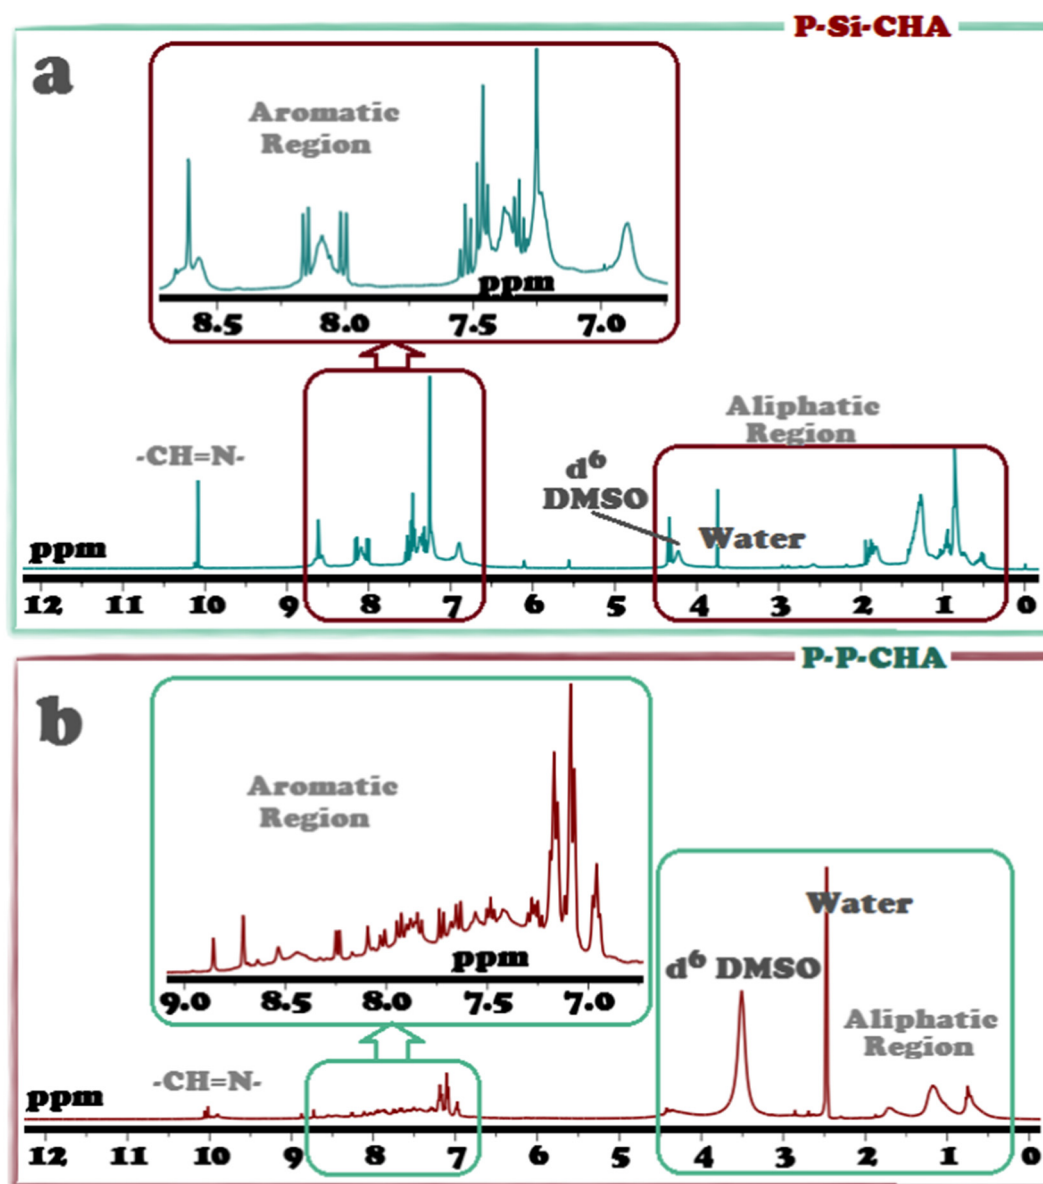 P-Si-CHA
a
Aromatic
Region
ppm
8.5 8.0 7.5 7.0
Aliphatic
Region
-CH=N-
d⁶
DMSO
Water
ppm
12 11 10 9 8 7 6 5 4 3 2 1 0
P-P-CHA
b
Aromatic
Region
ppm
9.0 8.5 8.0 7.5 7.0
Water
d⁶ DMSO
Aliphatic
Region
-CH=N-
ppm
12 11 10 9 8 7 6 5 4 3 2 1 0